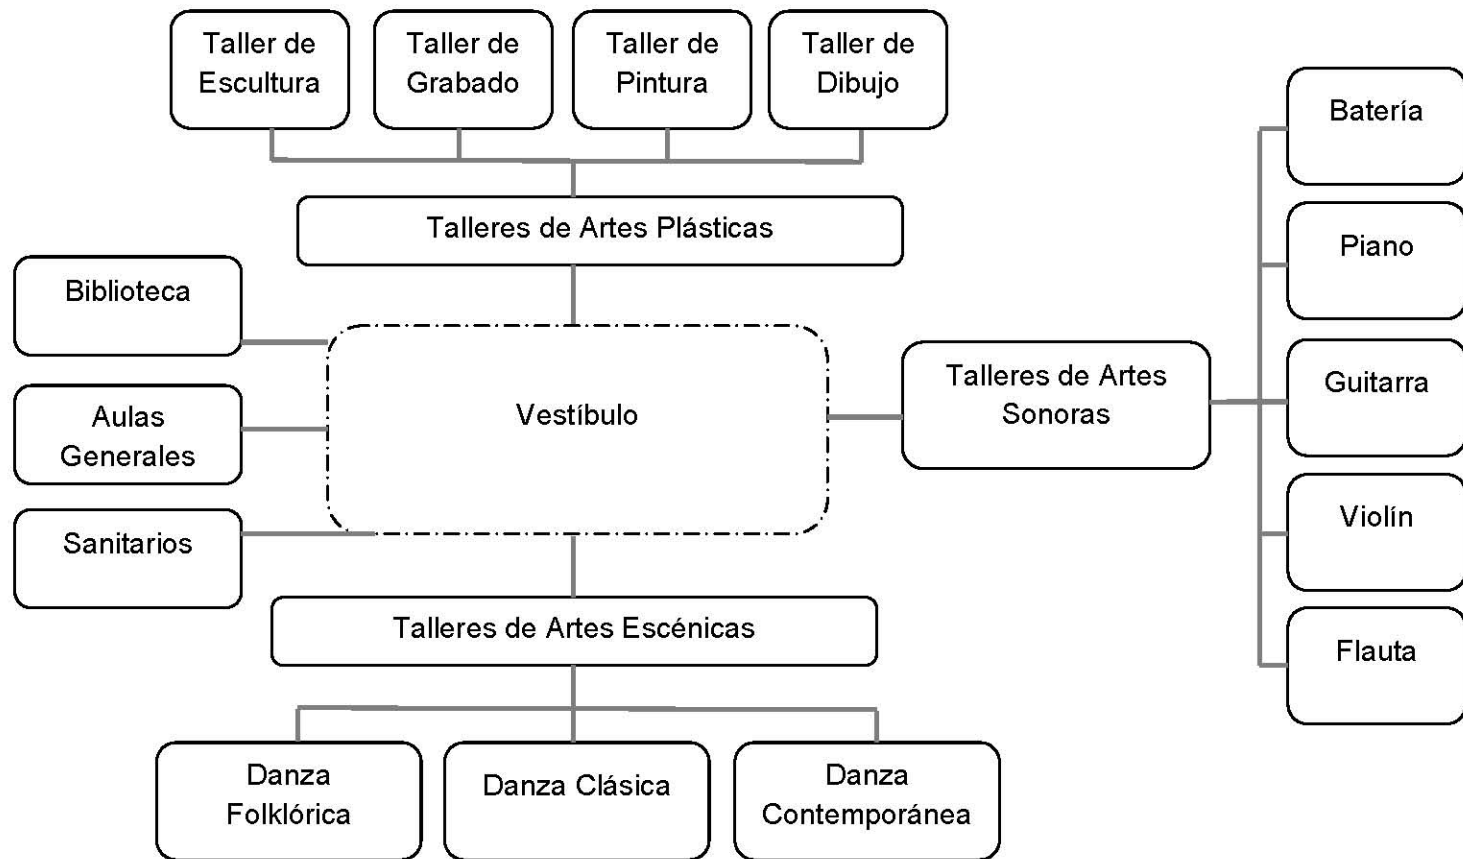 Taller de
Escultura
Taller de
Grabado
Taller de
Pintura
Taller de
Dibujo
Talleres de Artes Plásticas
Biblioteca
Aulas
Generales
Sanitarios
Vestíbulo
Talleres de Artes
Sonoras
Batería
Piano
Guitarra
Violín
Flauta
Talleres de Artes Escénicas
Danza
Folklórica
Danza Clásica
Danza
Contemporánea